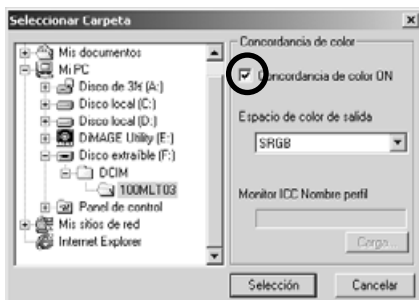 Seleccionar Carpeta
Mis documentos
Mi PC
Disco de 3½ (A:)
Disco local (C:)
Disco local (D:)
DiMAGE Utility (E:)
Disco extraíble (F:)
DCIM
100MLT03
Panel de control
Mis sitios de red
Internet Explorer
Concordancia de color
Concordancia de color ON
Espacio de color de salida
SRGB
Monitor ICC Nombre perfil
Carga...
Selección
Cancelar